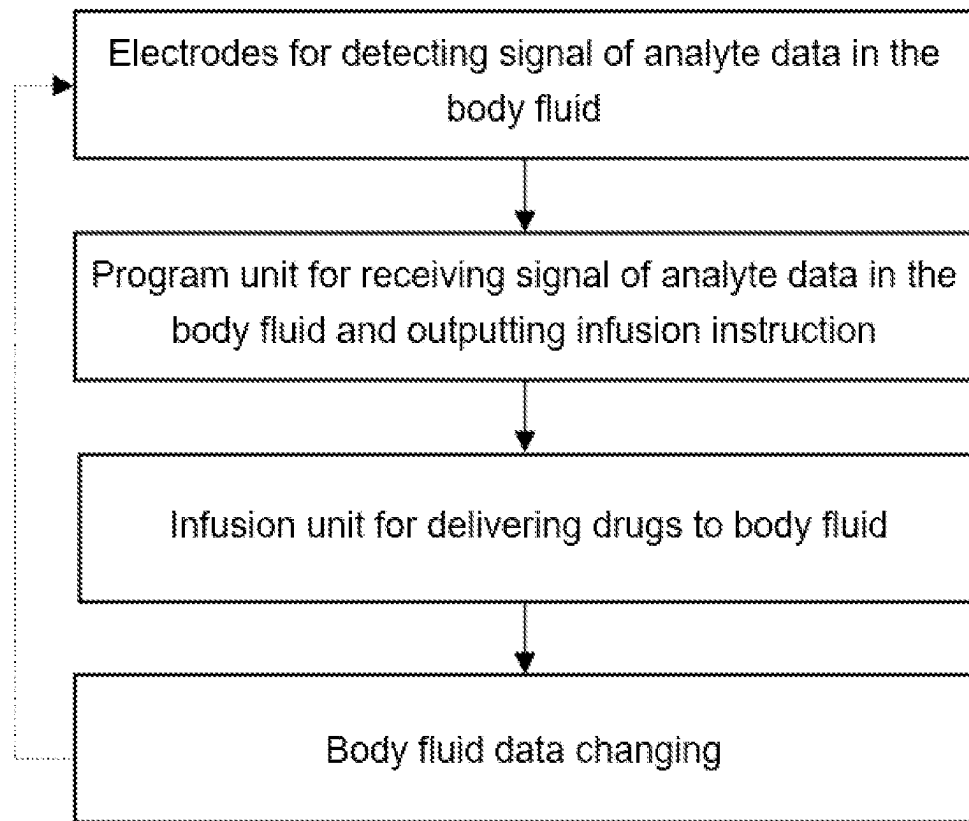 Electrodes for detecting signal of analyte data in the
body fluid
Program unit for receiving signal of analyte data in the
body fluid and outputting infusion instruction
Infusion unit for delivering drugs to body fluid
Body fluid data changing